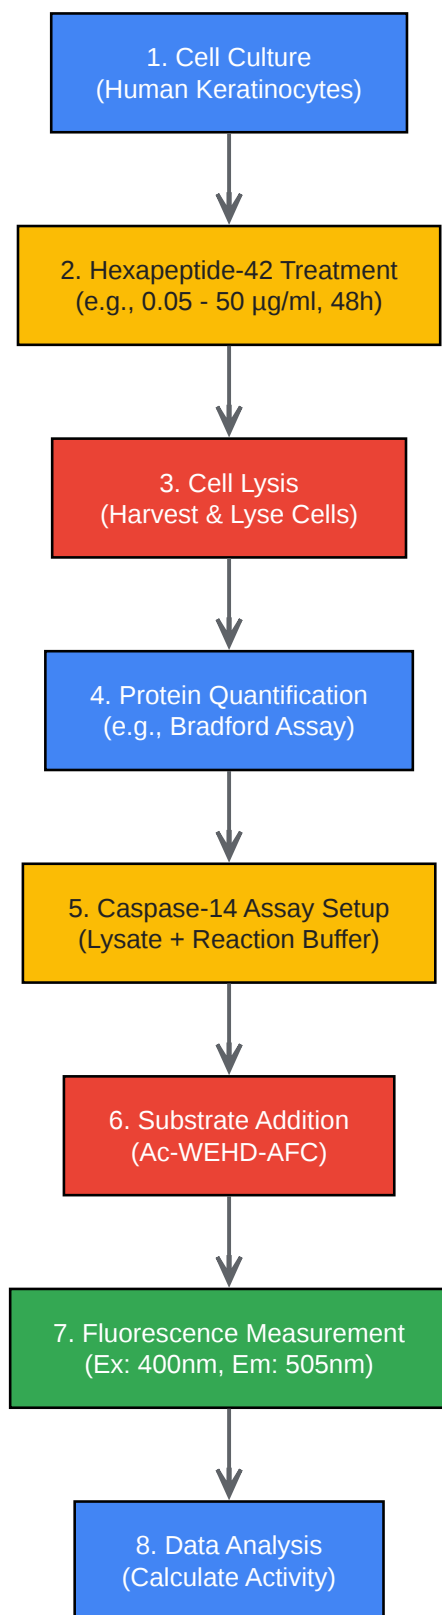 1. Cell Culture
(Human Keratinocytes)
2. Hexapeptide-42 Treatment
(e.g., 0.05 - 50 µg/ml, 48h)
3. Cell Lysis
(Harvest & Lyse Cells)
4. Protein Quantification
(e.g., Bradford Assay)
5. Caspase-14 Assay Setup
(Lysate + Reaction Buffer)
6. Substrate Addition
(Ac-WEHD-AFC)
7. Fluorescence Measurement
(Ex: 400nm, Em: 505nm)
8. Data Analysis
(Calculate Activity)